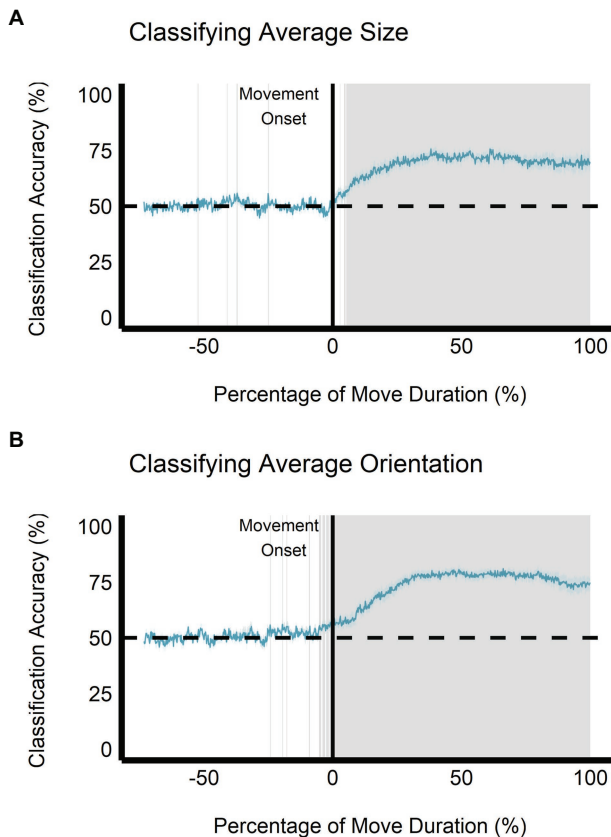 A
Classifying Average Size
Classification Accuracy (%)
100
75
50
25
0
Movement
Onset
-50
0
50
100
Percentage of Move Duration (%)
B
Classifying Average Orientation
Classification Accuracy (%)
100
75
50
25
0
Movement
Onset
-50
0
50
100
Percentage of Move Duration (%)